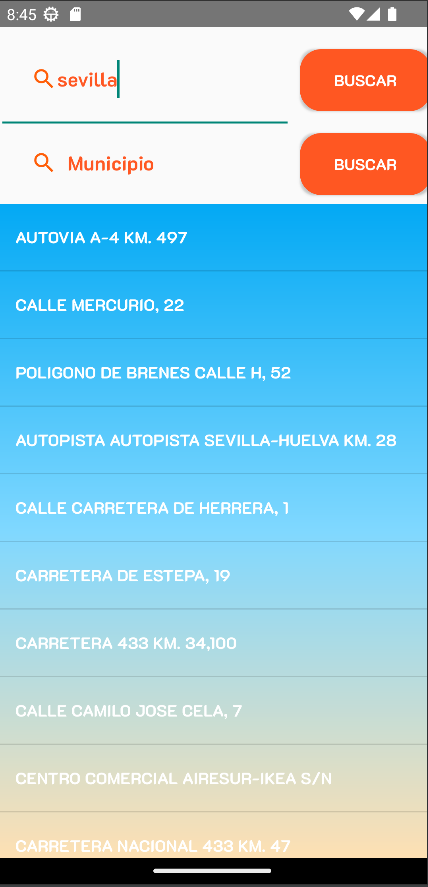 8:45
sevilla
BUSCAR
Municipio
BUSCAR
AUTOVIA A-4 KM. 497
CALLE MERCURIO, 22
POLIGONO DE BRENES CALLE H, 52
AUTOPISTA AUTOPISTA SEVILLA-HUELVA KM. 28
CALLE CARRETERA DE HERRERA, 1
CARRETERA DE ESTEPA, 19
CARRETERA 433 KM. 34,100
CALLE CAMILO JOSE CELA, 7
CENTRO COMERCIAL AIRESUR-IKEA S/N
CARRETERA NACIONAL 433 KM. 47